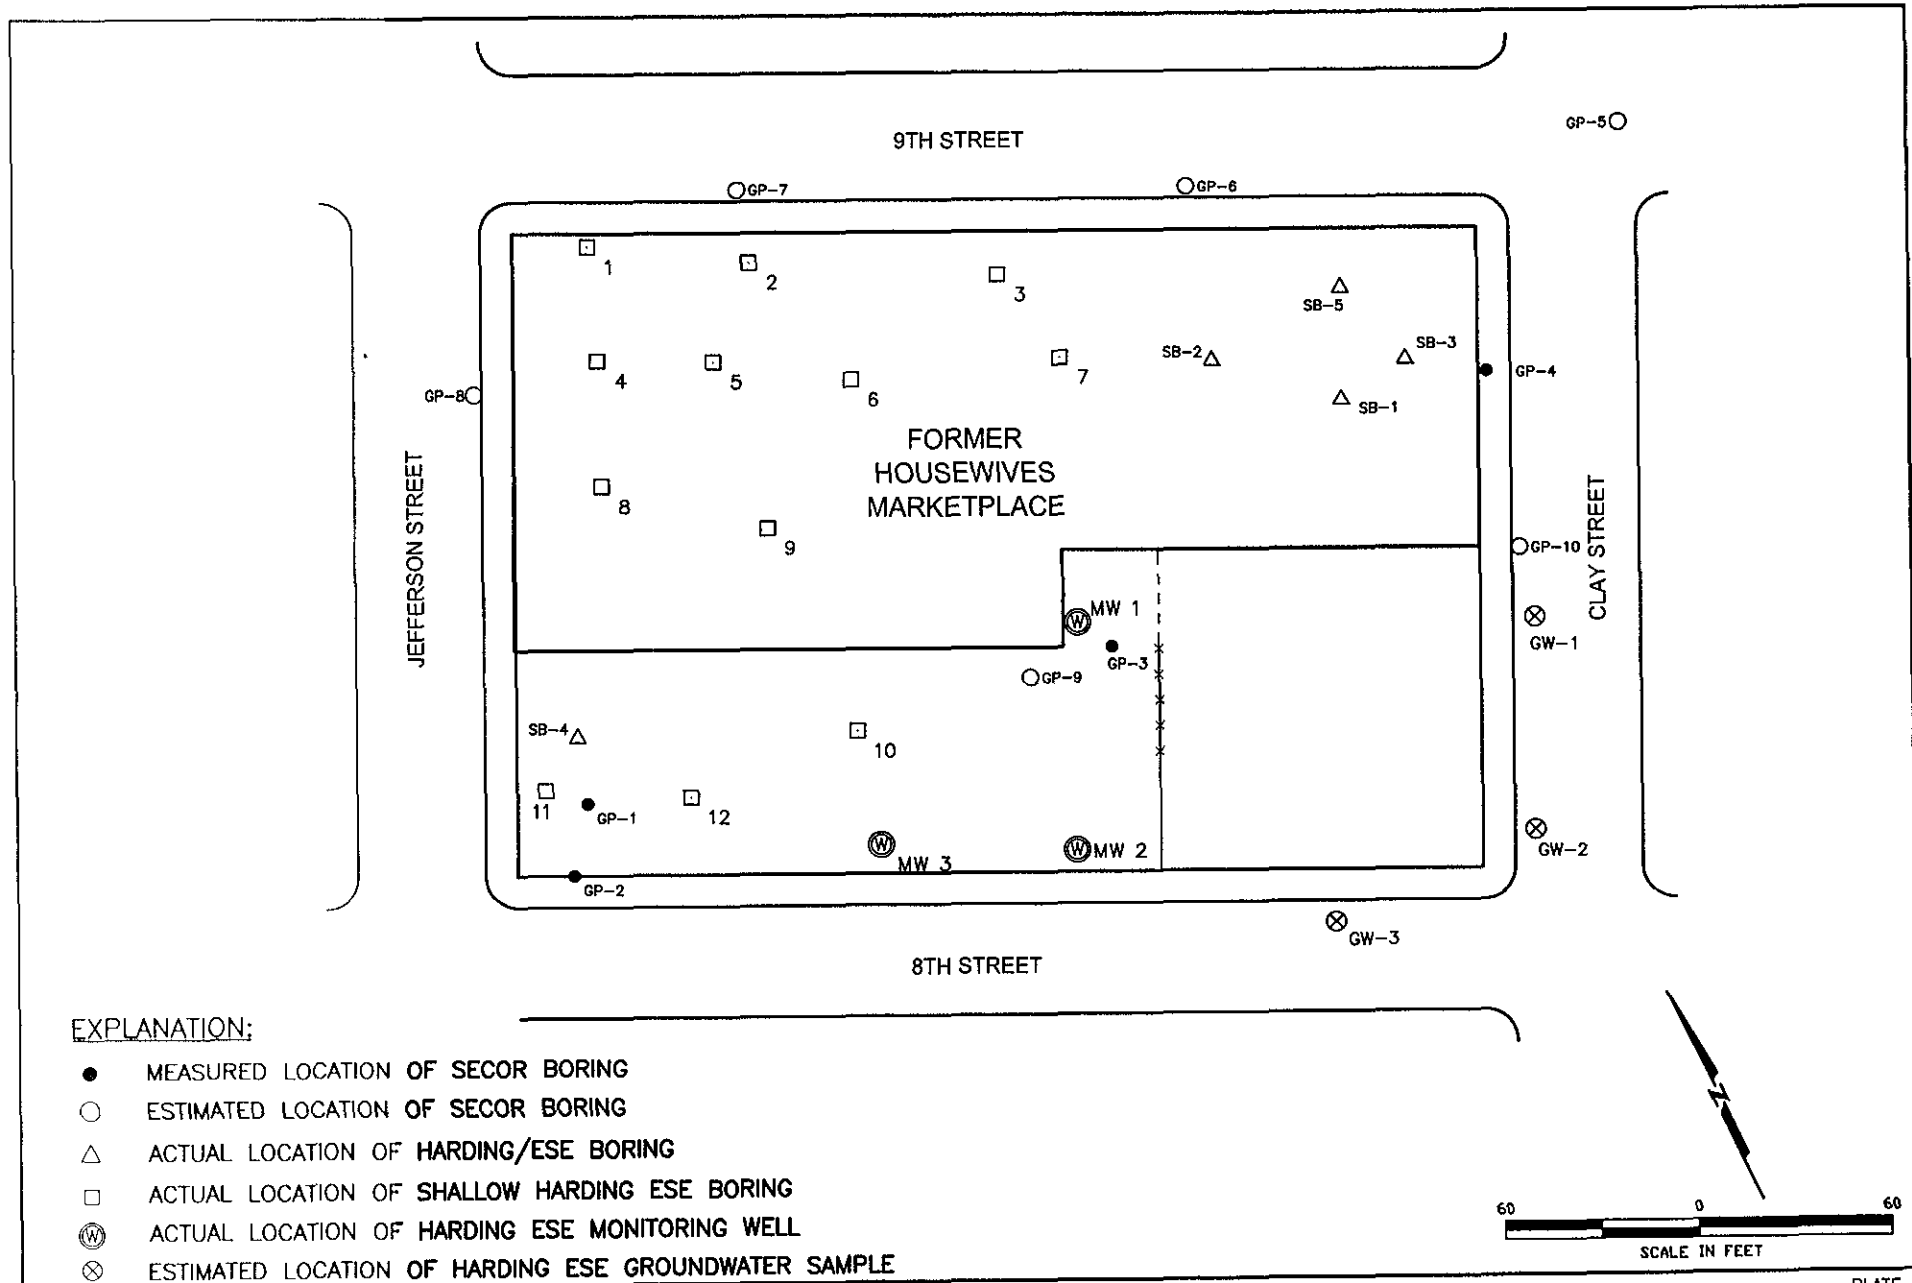 9TH STREET
GP-5
GP-7
GP-6
1
2
3
SB-5
4
5
6
7
SB-2
SB-3
GP-4
SB-1
GP-8
FORMER
HOUSEWIVES
MARKETPLACE
8
9
JEFFERSON STREET
CLAY STREET
GP-10
W
MW 1
GW-1
GP-3
GP-9
SB-4
10
11
GP-1
12
W
MW 3
W
MW 2
GW-2
GP-2
GW-3
8TH STREET
EXPLANATION:
MEASURED LOCATION OF SECOR BORING
ESTIMATED LOCATION OF SECOR BORING
ACTUAL LOCATION OF HARDING/ESE BORING
ACTUAL LOCATION OF SHALLOW HARDING ESE BORING
W ACTUAL LOCATION OF HARDING ESE MONITORING WELL
ESTIMATED LOCATION OF HARDING ESE GROUNDWATER SAMPLE
N
60 0 60
SCALE IN FEET
PLATE